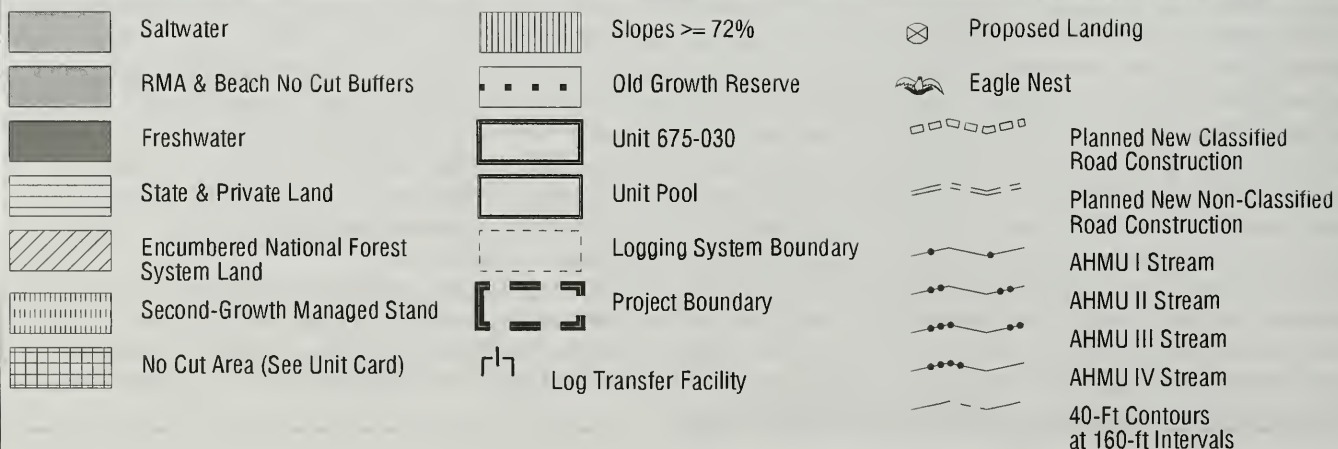 Saltwater
RMA & Beach No Cut Buffers
Freshwater
State & Private Land
Encumbered National Forest
System Land
Second-Growth Managed Stand
No Cut Area (See Unit Card)
Slopes >= 72%
Old Growth Reserve
Unit 675-030
Unit Pool
Logging System Boundary
Project Boundary
Log Transfer Facility
Proposed Landing
Eagle Nest
Planned New Classified
Road Construction
Planned New Non-Classified
Road Construction
AHMU I Stream
AHMU II Stream
AHMU III Stream
AHMU IV Stream
40-Ft Contours
at 160-ft Intervals